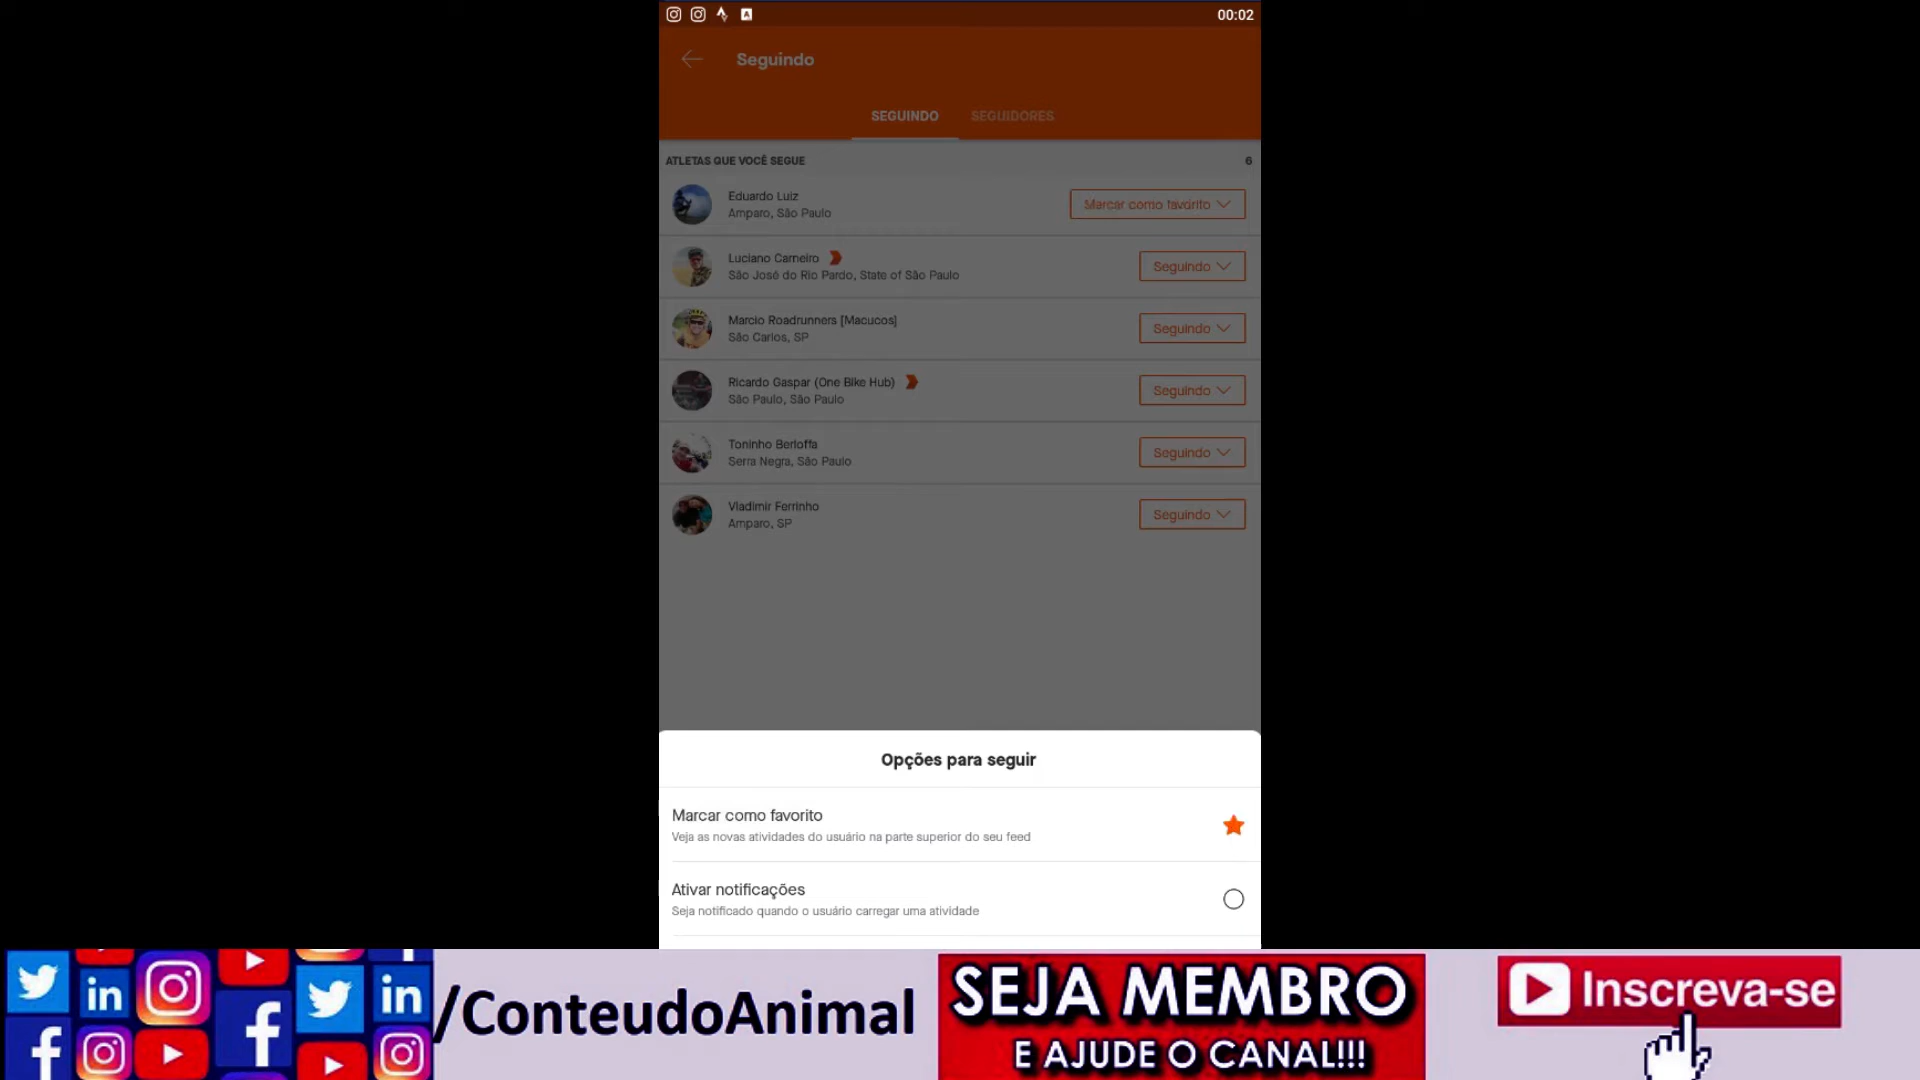 00:02
Seguindo
SEGUINDO SEGUIDORES
ATLETAS QUE VOCÊ SEGUE 6
Eduardo Luiz
Amparo, São Paulo
Marcar como favorito
Luciano Carneiro
São José do Rio Pardo, State of São Paulo
Seguindo
Marcio Roadrunners [Macucos]
São Carlos, SP
Seguindo
Ricardo Gaspar (One Bike Hub)
São Paulo, São Paulo
Seguindo
Toninho Berloffa
Serra Negra, São Paulo
Seguindo
Vladimir Ferrinho
Amparo, SP
Seguindo
Opções para seguir
Marcar como favorito
Veja as novas atividades do usuário na parte superior do seu feed
Ativar notificações
Seja notificado quando o usuário carregar uma atividade
/ConteudoAnimal
SEJA MEMBRO
E AJUDE O CANAL!!!
Inscreva-se